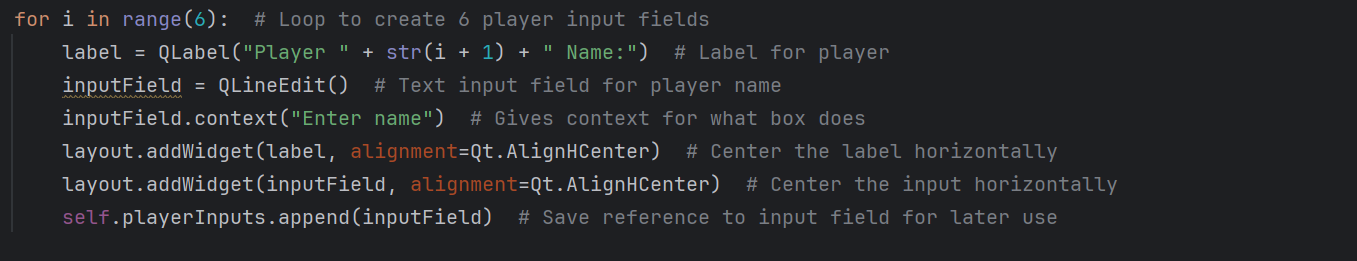 for i in range(6):  # Loop to create 6 player input fields
    label = QLabel("Player " + str(i + 1) + " Name:")  # Label for player
    inputField = QLineEdit()  # Text input field for player name
    inputField.context("Enter name")  # Gives context for what box does
    layout.addWidget(label, alignment=Qt.AlignHCenter)  # Center the label horizontally
    layout.addWidget(inputField, alignment=Qt.AlignHCenter)  # Center the input horizontally
    self.playerInputs.append(inputField)  # Save reference to input field for later use